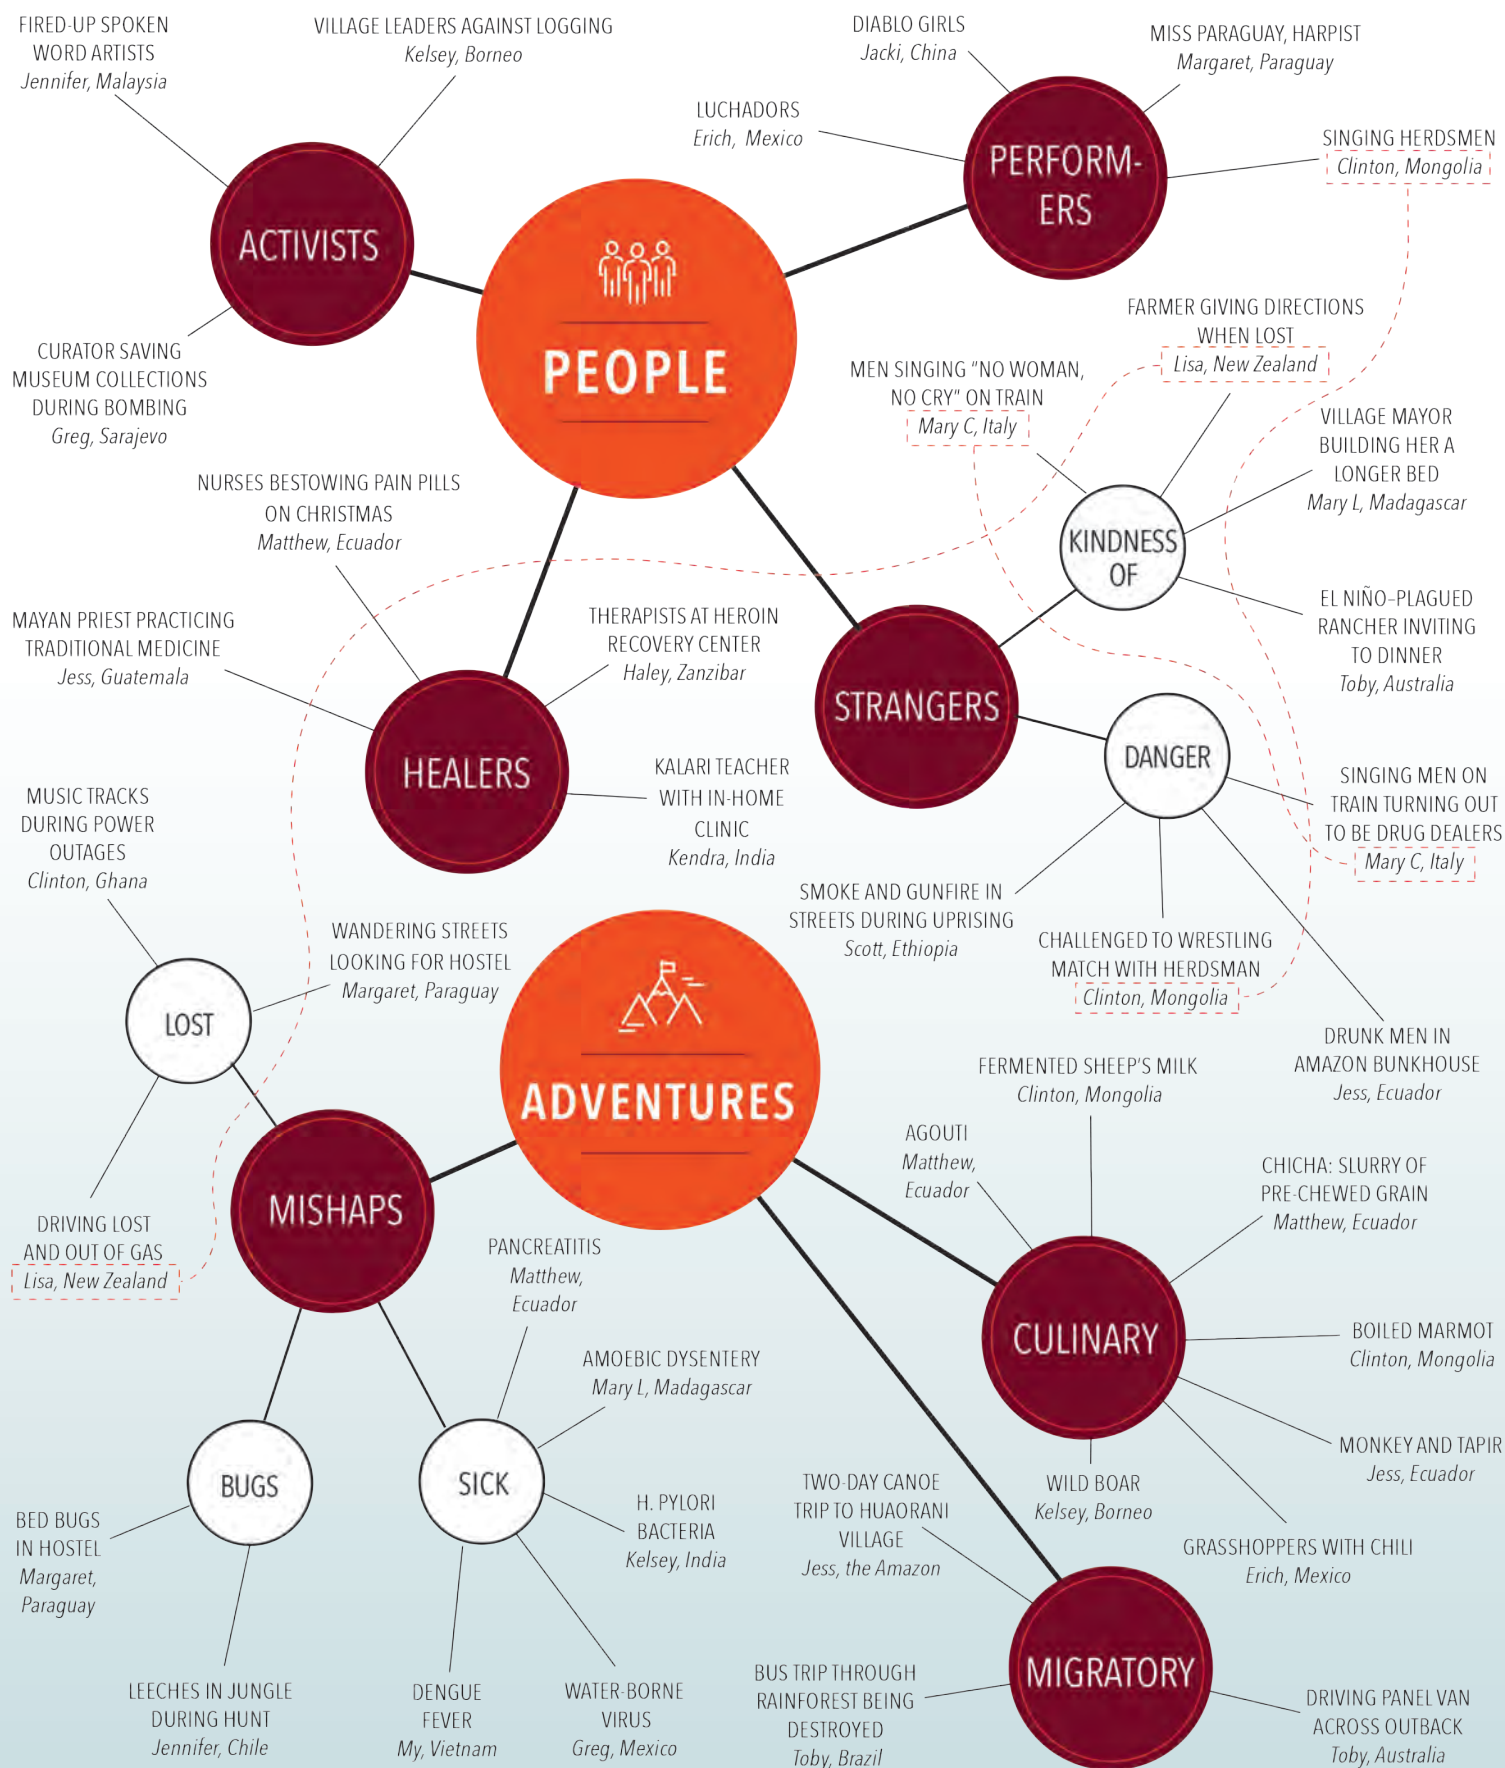 FIRED-UP SPOKEN
WORD ARTISTS
Jennifer, Malaysia
VILLAGE LEADERS AGAINST LOGGING
Kelsey, Borneo
ACTIVISTS
CURATOR SAVING
MUSEUM COLLECTIONS
DURING BOMBING
Greg, Sarajevo
PEOPLE
DIABLO GIRLS
Jacki, China
MISS PARAGUAY, HARPIST
Margaret, Paraguay
LUCHADORS
Erich, Mexico
PERFORM-
ERS
SINGING HERDSMEN
Clinton, Mongolia
FARMER GIVING DIRECTIONS
WHEN LOST
Lisa, New Zealand
MEN SINGING “NO WOMAN,
NO CRY” ON TRAIN
Mary C, Italy
VILLAGE MAYOR
BUILDING HER A
LONGER BED
Mary L, Madagascar
KINDNESS
OF
EL NIÑO–PLAGUED
RANCHER INVITING
TO DINNER
Toby, Australia
NURSES BESTOWING PAIN PILLS
ON CHRISTMAS
Matthew, Ecuador
MAYAN PRIEST PRACTICING
TRADITIONAL MEDICINE
Jess, Guatemala
THERAPISTS AT HEROIN
RECOVERY CENTER
Haley, Zanzibar
HEALERS
KALARI TEACHER
WITH IN-HOME
CLINIC
Kendra, India
STRANGERS
DANGER
SINGING MEN ON
TRAIN TURNING OUT
TO BE DRUG DEALERS
Mary C, Italy
SMOKE AND GUNFIRE IN
STREETS DURING UPRISING
Scott, Ethiopia
CHALLENGED TO WRESTLING
MATCH WITH HERDSMAN
Clinton, Mongolia
DRUNK MEN IN
AMAZON BUNKHOUSE
Jess, Ecuador
MUSIC TRACKS
DURING POWER
OUTAGES
Clinton, Ghana
WANDERING STREETS
LOOKING FOR HOSTEL
Margaret, Paraguay
LOST
DRIVING LOST
AND OUT OF GAS
Lisa, New Zealand
MISHAPS
ADVENTURES
FERMENTED SHEEP’S MILK
Clinton, Mongolia
AGOUTI
Matthew,
Ecuador
CHICHA: SLURRY OF
PRE-CHEWED GRAIN
Matthew, Ecuador
CULINARY
BOILED MARMOT
Clinton, Mongolia
MONKEY AND TAPIR
Jess, Ecuador
WILD BOAR
Kelsey, Borneo
GRASSHOPPERS WITH CHILI
Erich, Mexico
PANCREATITIS
Matthew,
Ecuador
AMOEBIC DYSENTERY
Mary L, Madagascar
BUGS
SICK
BED BUGS
IN HOSTEL
Margaret,
Paraguay
H. PYLORI
BACTERIA
Kelsey, India
LEECHES IN JUNGLE
DURING HUNT
Jennifer, Chile
DENGUE
FEVER
My, Vietnam
WATER-BORNE
VIRUS
Greg, Mexico
TWO-DAY CANOE
TRIP TO HUAORANI
VILLAGE
Jess, the Amazon
BUS TRIP THROUGH
RAINFOREST BEING
DESTROYED
Toby, Brazil
MIGRATORY
DRIVING PANEL VAN
ACROSS OUTBACK
Toby, Australia